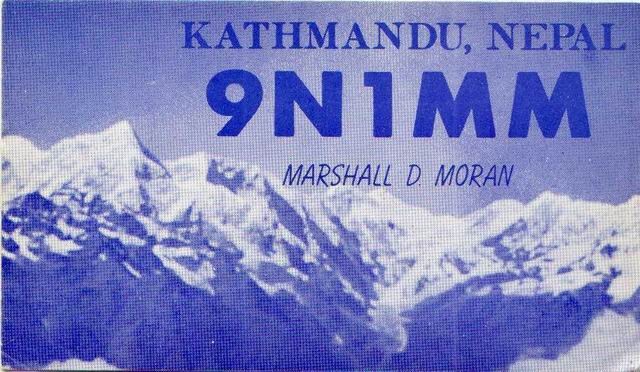 KATHMANDU, NEPAL
9N1MM
MARSHALL D. MORAN